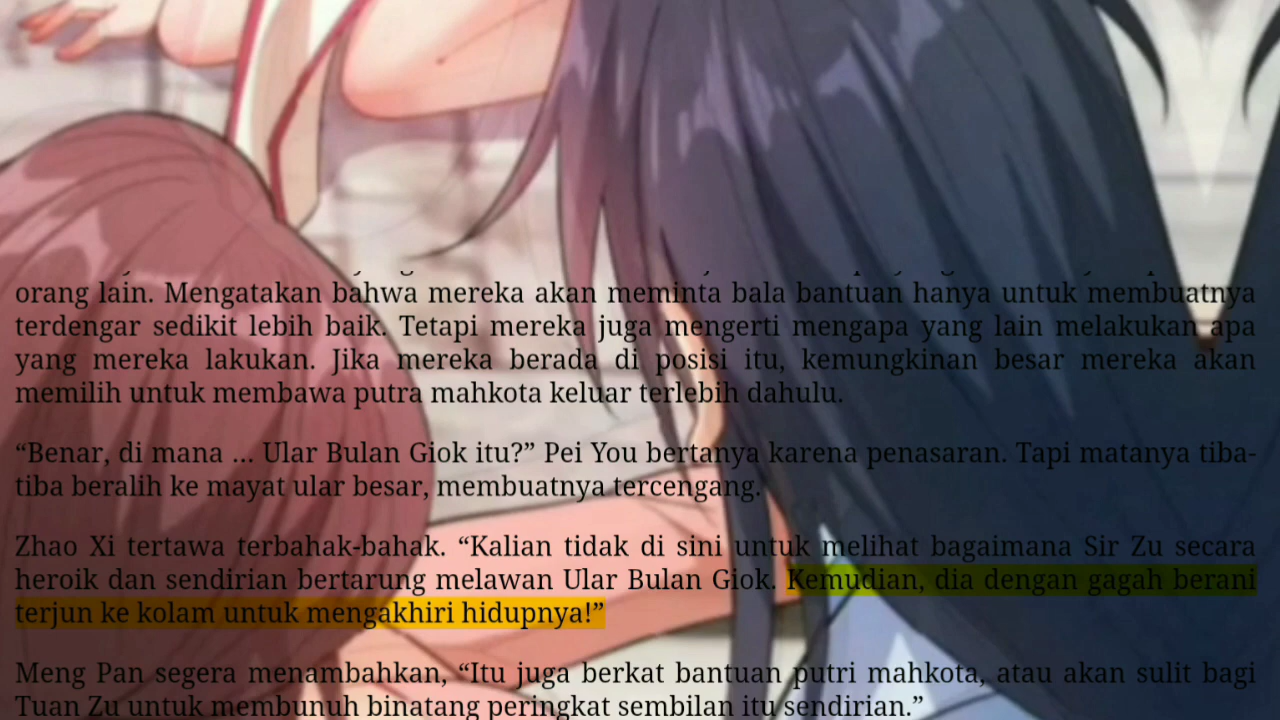 orang lain. Mengatakan bahwa mereka akan meminta bala bantuan hanya untuk membuatnya
terdengar sedikit lebih baik. Tetapi mereka juga mengerti mengapa yang lain melakukan apa
yang mereka lakukan. Jika mereka berada di posisi itu, kemungkinan besar mereka akan
memilih untuk membawa putra mahkota keluar terlebih dahulu.
“Benar, di mana ... Ular Bulan Giok itu?” Pei You bertanya karena penasaran. Tapi matanya tiba-
tiba beralih ke mayat ular besar, membuatnya tercengang.
Zhao Xi tertawa terbahak-bahak. “Kalian tidak di sini untuk melihat bagaimana Sir Zu secara
heroik dan sendirian bertarung melawan Ular Bulan Giok. Kemudian, dia dengan gagah berani
terjun ke kolam untuk mengakhiri hidupnya!”
Meng Pan segera menambahkan, “Itu juga berkat bantuan putri mahkota, atau akan sulit bagi
Tuan Zu untuk membunuh binatang peringkat sembilan itu sendirian.”